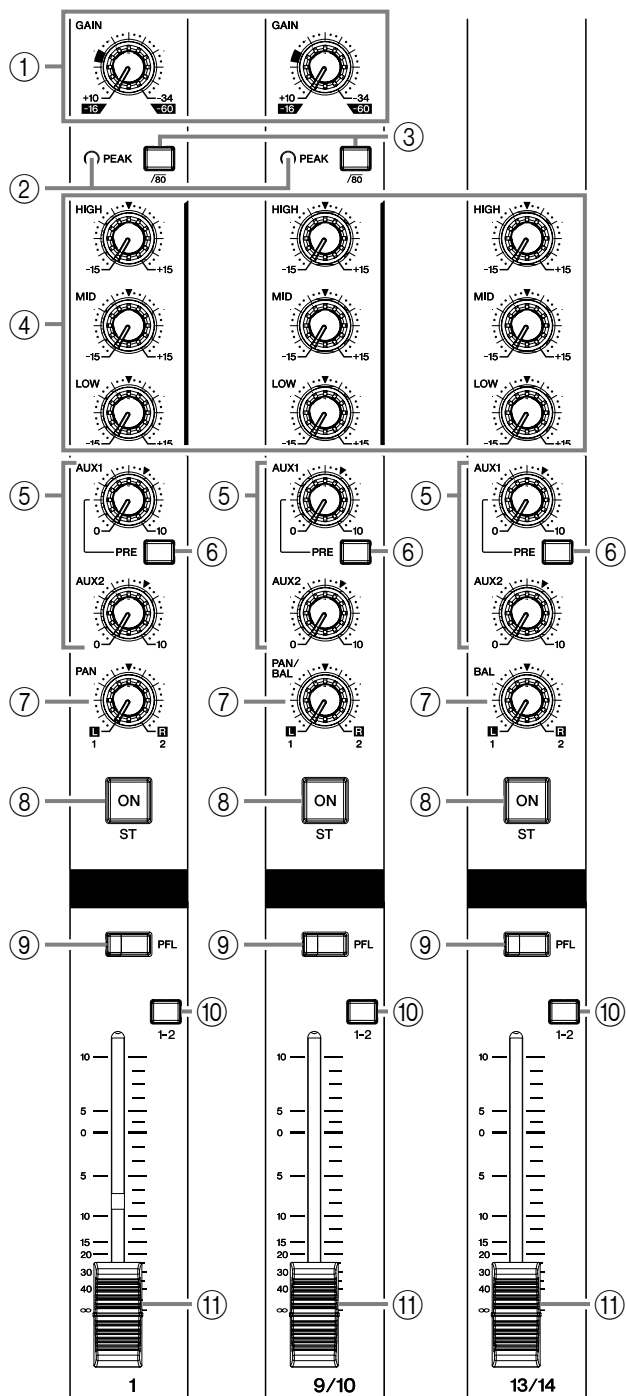 GAIN GAIN
①
+10 -34 +10 -34
-16 -60 -16 -60
③
PEAK PEAK
②
/80 /80
HIGH HIGH HIGH
-15 +15 -15 +15 -15 +15
④
MID MID MID
-15 +15 -15 +15 -15 +15
LOW LOW LOW
-15 +15 -15 +15 -15 +15
AUX1 AUX1 AUX1
⑤ ⑤ ⑤
0 10 0 10 0 10
PRE ⑥ PRE ⑥ PRE ⑥
AUX2 AUX2 AUX2
0 10 0 10 0 10
PAN PAN/ BAL
BAL
⑦ ⑦ ⑦
L R L R L R
1 2 1 2 1 2
⑧ ON ⑧ ON ⑧ ON
ST ST ST
⑨ PFL ⑨ PFL ⑨ PFL
⑩ ⑩ ⑩
1-2 1-2 1-2
10 10 10
5 5 5
0 0 0
5 5 5
10 10 10
15 15 15
20 20 20
30 30 30
40 40 40
∞ ⑪ ∞ ⑪ ∞ ⑪
1 9/10 13/14